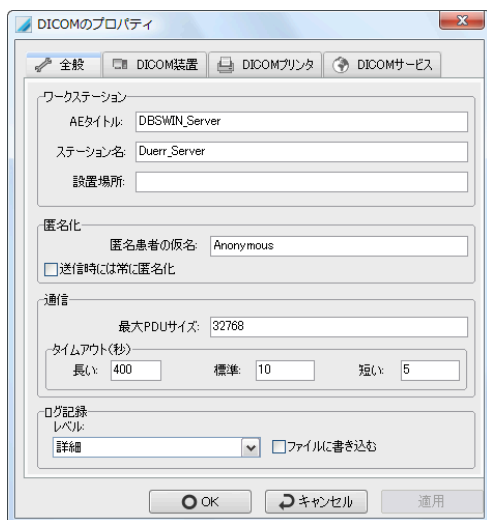 DICOMのプロパティ
全般 DICOM装置 DICOMプリンタ DICOMサービス
ワークステーション
AEタイトル: DBSWIN_Server
ステーション名: Duerr_Server
設置場所:
匿名化
匿名患者の仮名: Anonymous
送信時には常に匿名化
通信
最大PDUサイズ: 32768
タイムアウト(秒)
長い: 400 標準: 10 短い: 5
ログ記録
レベル:
詳細 ファイルに書き込む
OK キャンセル 適用